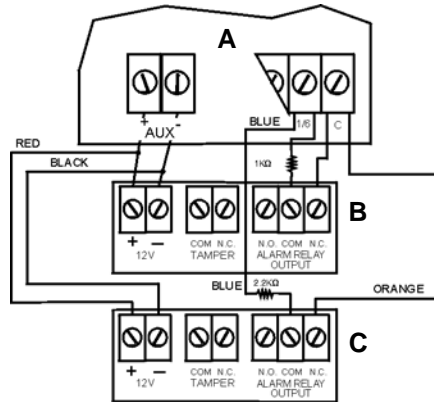 A
+ -
AUX
BLUE 1/6 C
RED
BLACK
1KΩ
B
+ − COM N.C. N.O. COM N.C.
12V TAMPER ALARM RELAY
OUTPUT
BLUE 2.2KΩ ORANGE
C
+ − COM N.C. N.O. COM N.C.
12V TAMPER ALARM RELAY
OUTPUT